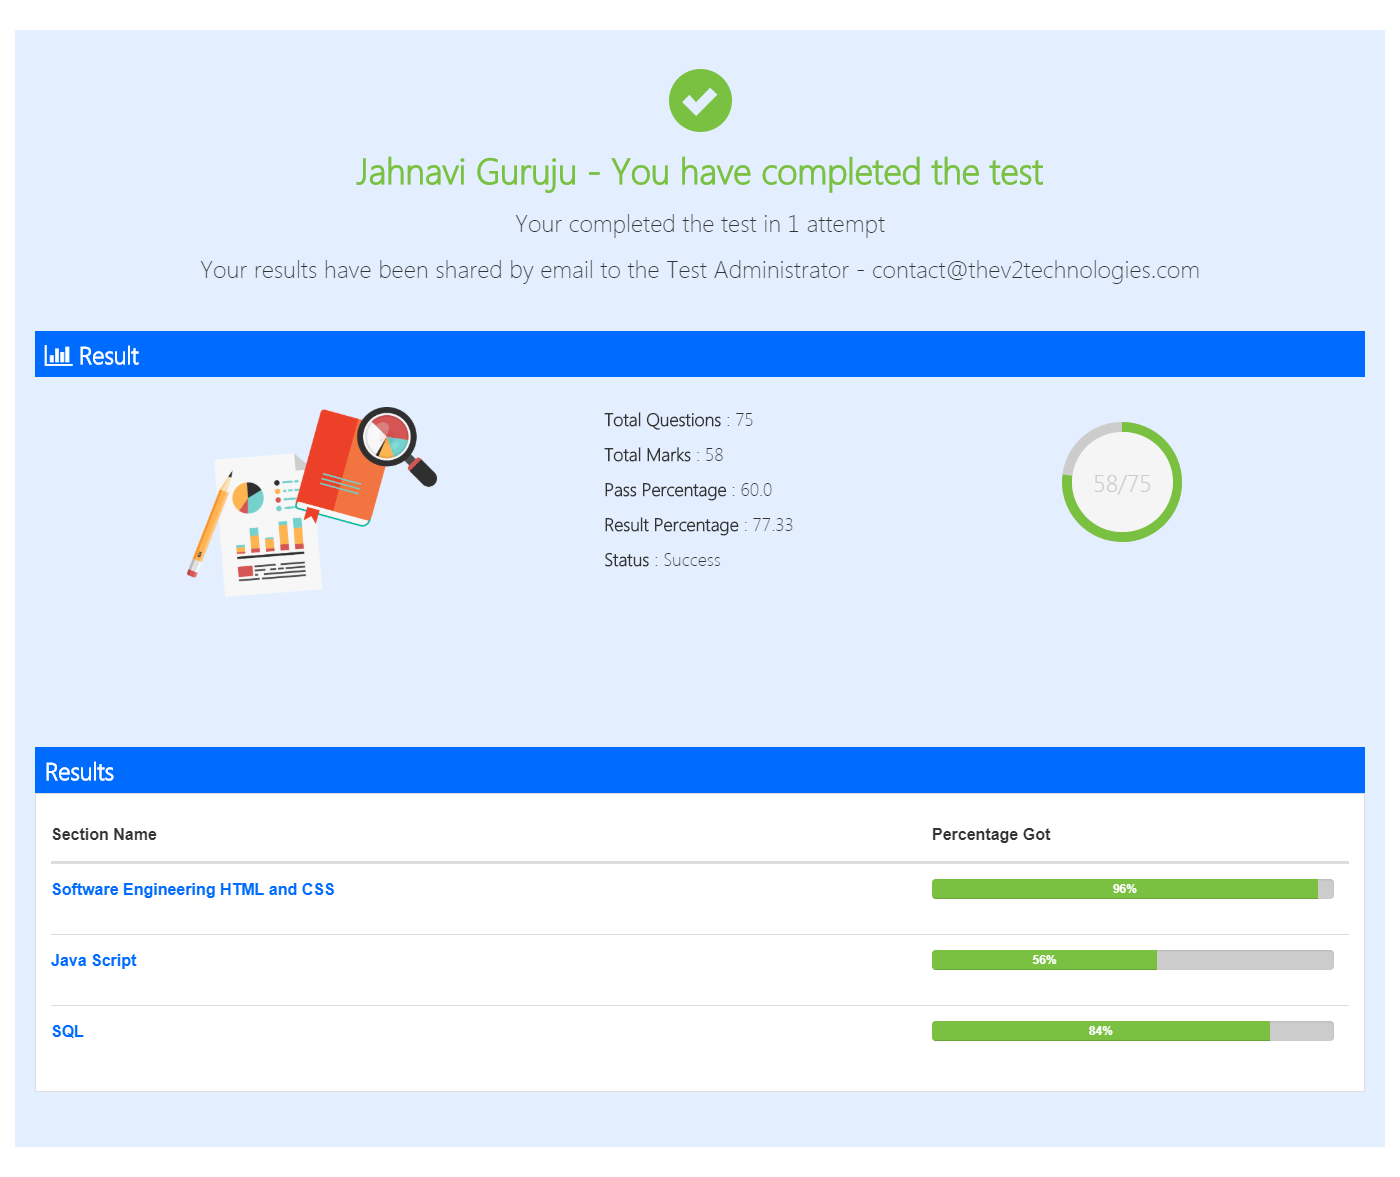 Jahnavi Guruju - You have completed the test
Your completed the test in 1 attempt
Your results have been shared by email to the Test Administrator - contact@thev2technologies.com
Result
Total Questions : 75
Total Marks : 58
Pass Percentage : 60.0
Result Percentage : 77.33
Status : Success
58/75
Results
Section Name Percentage Got
Software Engineering HTML and CSS 96%
Java Script 56%
SQL 84%